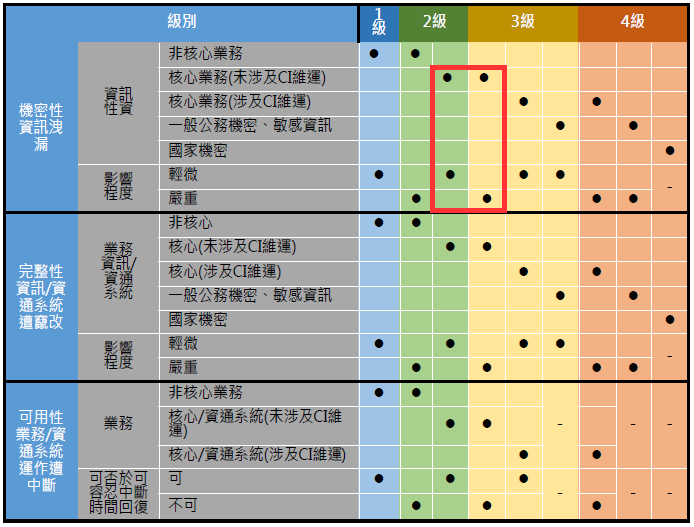 級別
1
級
2級
3級
4級
機密性
資訊洩
漏
資訊
性資
非核心業務
●
●
核心業務(未涉及CI維運)
●
●
核心業務(涉及CI維運)
●
●
一般公務機密、敏感資訊
●
●
國家機密
●
影響
程度
輕微
●
●
●
●
-
嚴重
●
●
●
●
完整性
資訊/資
通系統
遭竄改
業務
資訊/
資通
系統
非核心
●
●
核心(未涉及CI維運)
●
●
核心(涉及CI維運)
●
●
一般公務機密、敏感資訊
●
●
國家機密
●
影響
程度
輕微
●
●
●
●
-
嚴重
●
●
●
●
可用性
業務/資
通系統
運作遭
中斷
業務
非核心業務
●
●
-
-
-
核心/資通系統(未涉及CI維
運)
●
●
核心/資通系統(涉及CI維運)
●
●
可否於可
容忍中斷
時間回復
可
●
●
●
-
-
-
不可
●
●
●